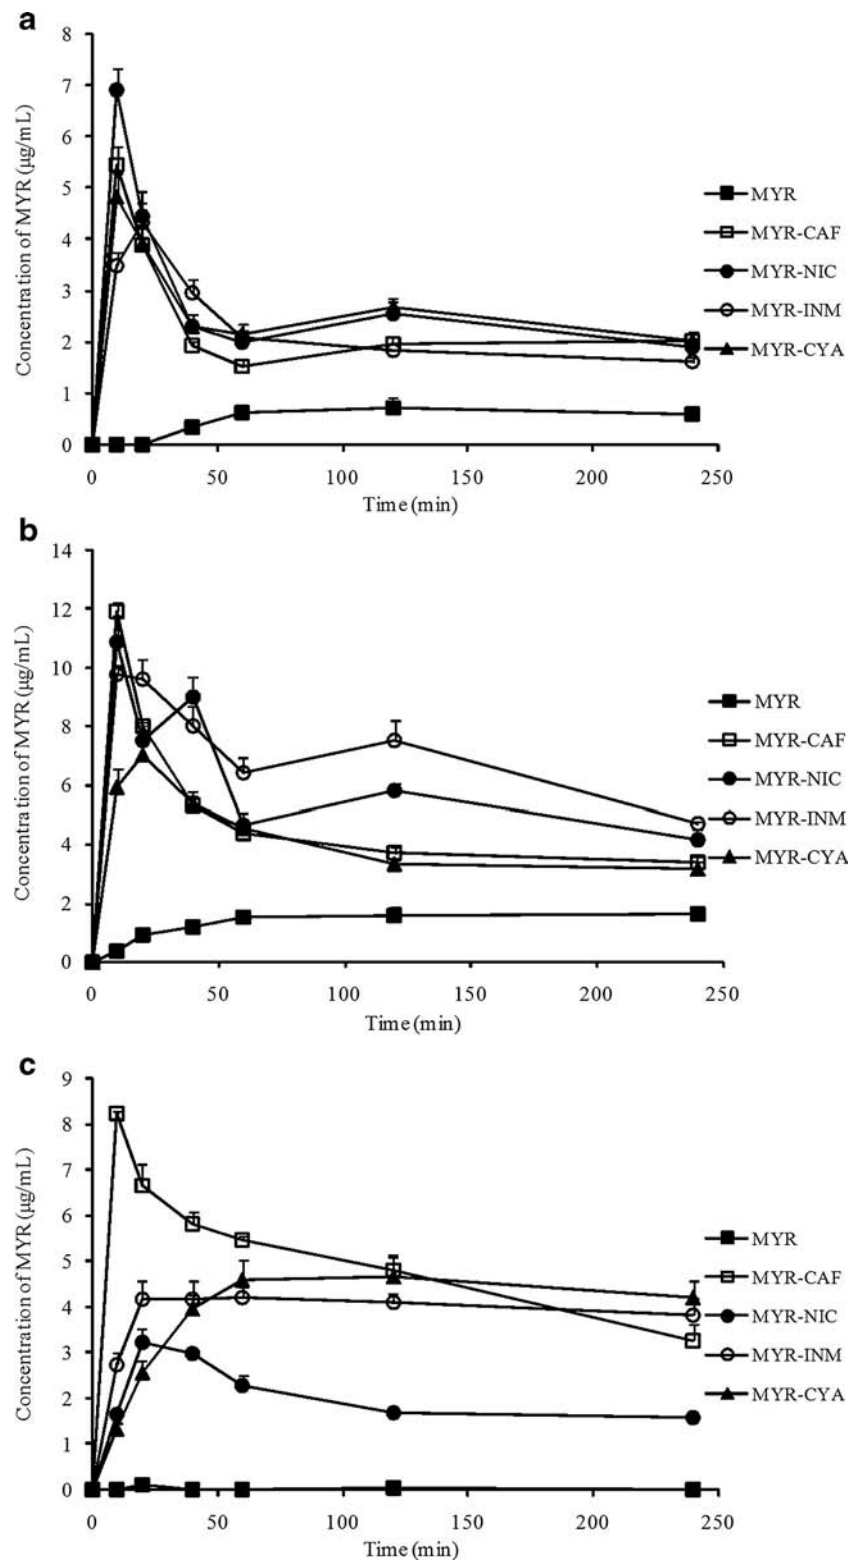 a
8
7
6
5
4
3
2
1
0
Concentration of MYR (µg/mL)
0 50 100 150 200 250
Time (min)
MYR
MYR-CAF
MYR-NIC
MYR-INM
MYR-CYA
b
14
12
10
8
6
4
2
0
Concentration of MYR (µg/mL)
0 50 100 150 200 250
Time (min)
MYR
MYR-CAF
MYR-NIC
MYR-INM
MYR-CYA
c
9
8
7
6
5
4
3
2
1
0
Concentration of MYR (µg/mL)
0 50 100 150 200 250
Time (min)
MYR
MYR-CAF
MYR-NIC
MYR-INM
MYR-CYA